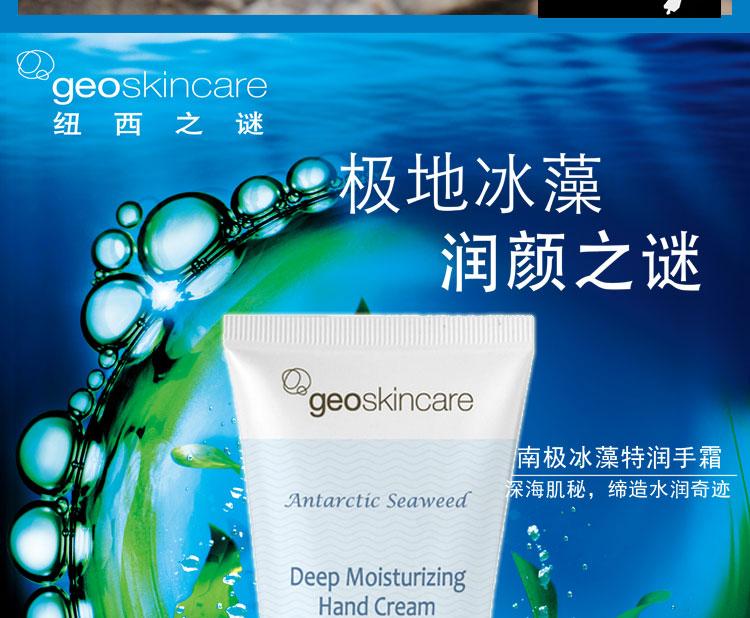 geoskincare
纽西之谜
极地冰藻
润颜之谜
geoskincare
Antarctic Seaweed
Deep Moisturizing
Hand Cream
南极冰藻特润手霜
深海肌秘，缔造水润奇迹